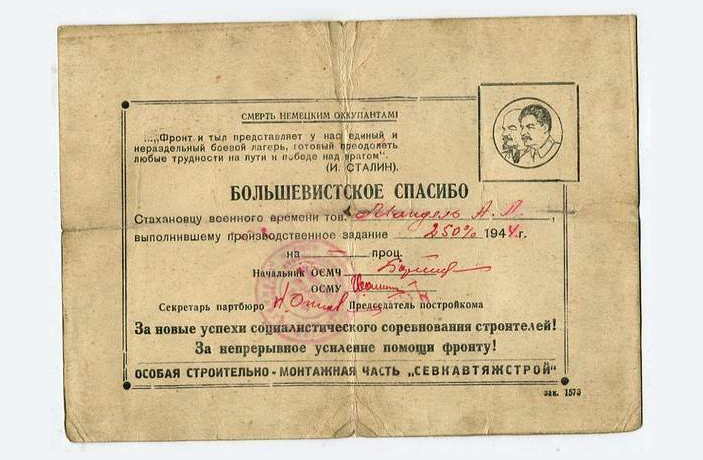 СМЕРТЬ НЕМЕЦКИМ ОККУПАНТАМ!
„Фронт и тыл представляет у нас единый и
нераздельный боевой лагерь, готовый преодолеть
любые трудности на пути к победе над врагом“.
(И. СТАЛИН).
БОЛЬШЕВИСТСКОЕ СПАСИБО
Стахановцу военного времени тов. Мандель А. Л.,
выполнившему производственное задание 250% 1944 г.
на — проц.
Начальник ОСМЧ
ОСМУ
Секретарь партбюро Председатель постройкома
За новые успехи социалистического соревнования строителей!
За непрерывное усиление помощи фронту!
ОСОБАЯ СТРОИТЕЛЬНО-МОНТАЖНАЯ ЧАСТЬ „СЕВКАВТЯЖСТРОЙ“
зак. 1573